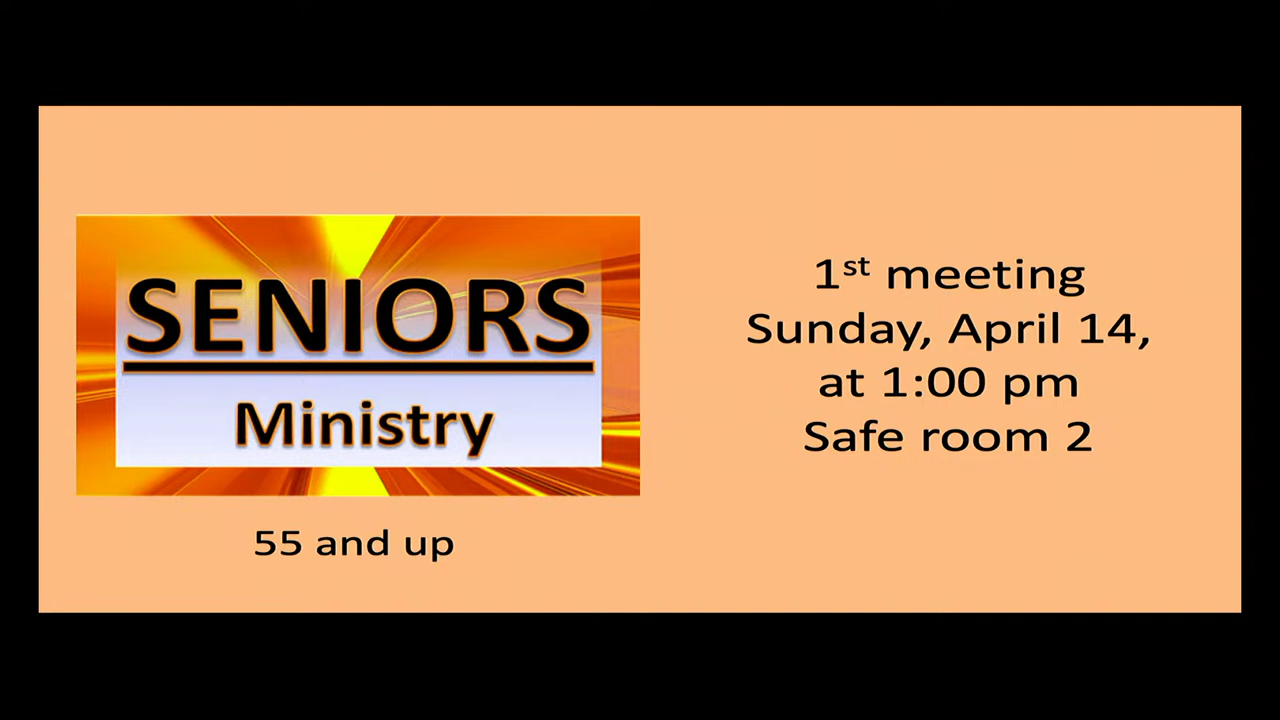 SENIORS
Ministry
55 and up
1st meeting
Sunday, April 14,
at 1:00 pm
Safe room 2